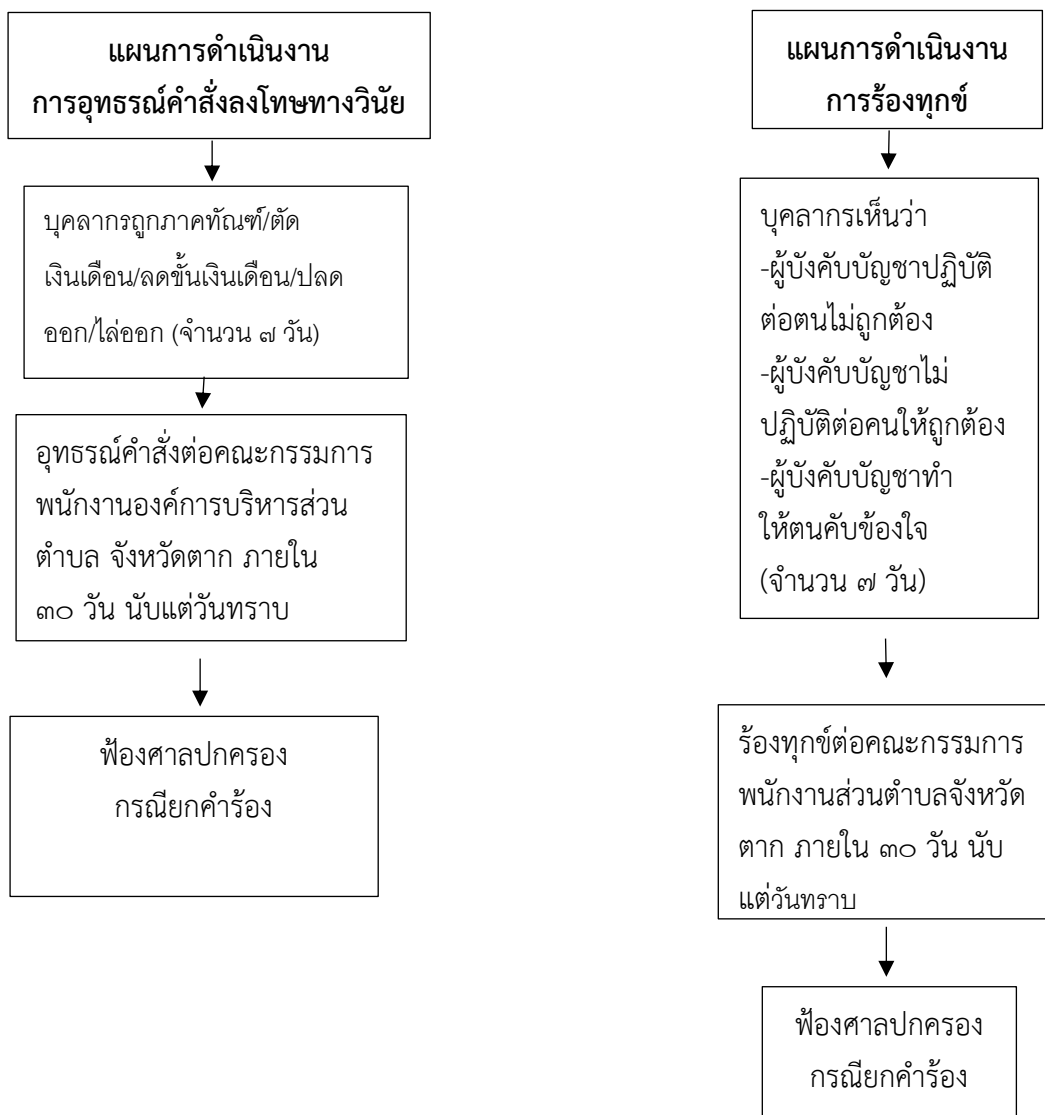 แผนการดำเนินงาน
การอุทธรณ์คำสั่งลงโทษทางวินัย
บุคลากรถูกภาคทัณฑ์/ตัด
เงินเดือน/ลดขั้นเงินเดือน/ปลด
ออก/ไล่ออก (จำนวน ๗ วัน)
อุทธรณ์คำสั่งต่อคณะกรรมการ
พนักงานองค์การบริหารส่วน
ตำบล จังหวัดตาก ภายใน
๓๐ วัน นับแต่วันทราบ
ฟ้องศาลปกครอง
กรณียกคำร้อง
แผนการดำเนินงาน
การร้องทุกข์
บุคลากรเห็นว่า
-ผู้บังคับบัญชาปฏิบัติ
ต่อตนไม่ถูกต้อง
-ผู้บังคับบัญชาไม่
ปฏิบัติต่อคนให้ถูกต้อง
-ผู้บังคับบัญชาทำ
ให้ตนคับข้องใจ
(จำนวน ๗ วัน)
ร้องทุกข์ต่อคณะกรรมการ
พนักงานส่วนตำบลจังหวัด
ตาก ภายใน ๓๐ วัน นับ
แต่วันทราบ
ฟ้องศาลปกครอง
กรณียกคำร้อง